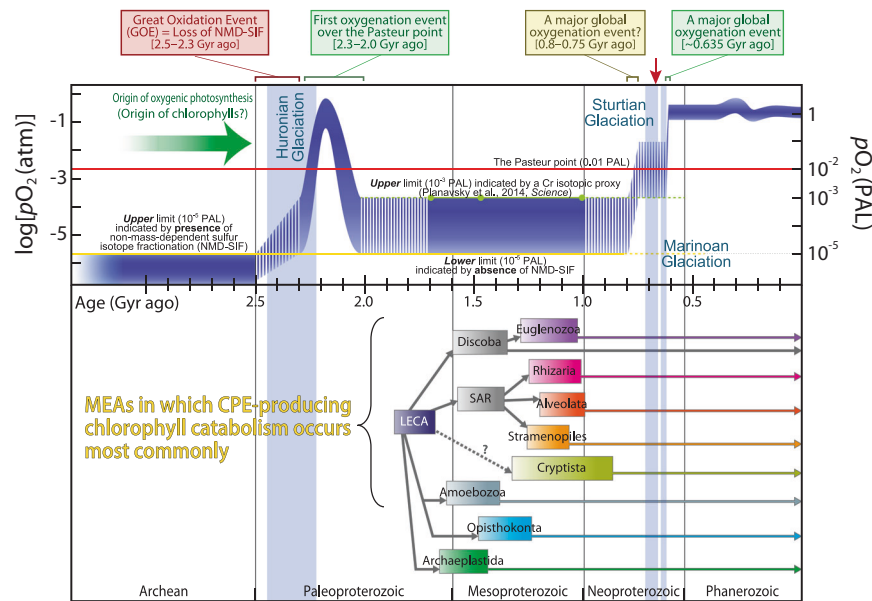 Great Oxidation Event
(GOE) = Loss of NMD-SIF
[2.5–2.3 Gyr ago]
First oxygenation event
over the Pasteur point
[2.3–2.0 Gyr ago]
A major global
oxygenation event?
[0.8–0.75 Gyr ago]
A major global
oxygenation event
[~0.635 Gyr ago]
log[pO2 (atm)]
-1
-3
-5
Origin of oxygenic photosynthesis
(Origin of chlorophylls?)
Huronian
Glaciation
Sturtian
Glaciation
The Pasteur point (0.01 PAL)
Upper limit (10⁻³ PAL) indicated by a Cr isotopic proxy
(Planavsky et al., 2014, Science)
Upper limit (10⁻⁵ PAL)
indicated by presence of
non-mass-dependent sulfur
isotope fractionation (NMD-SIF)
Lower limit (10⁻⁵ PAL)
indicated by absence of NMD-SIF
Marinoan
Glaciation
1
10⁻²
10⁻³
10⁻⁵
pO2 (PAL)
Age (Gyr ago)
2.5
2.0
1.5
1.0
0.5
MEAs in which CPE-producing
chlorophyll catabolism occurs
most commonly
LECA
Discoba
Euglenozoa
SAR
Rhizaria
Alveolata
Stramenopiles
?
Cryptista
Amoebozoa
Opisthokonta
Archaeplastida
Archean
Paleoproterozoic
Mesoproterozoic
Neoproterozoic
Phanerozoic